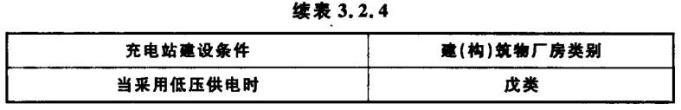 续表 3.2.4
充电站建设条件 建(构)筑物厂房类别
当采用低压供电时 戊类